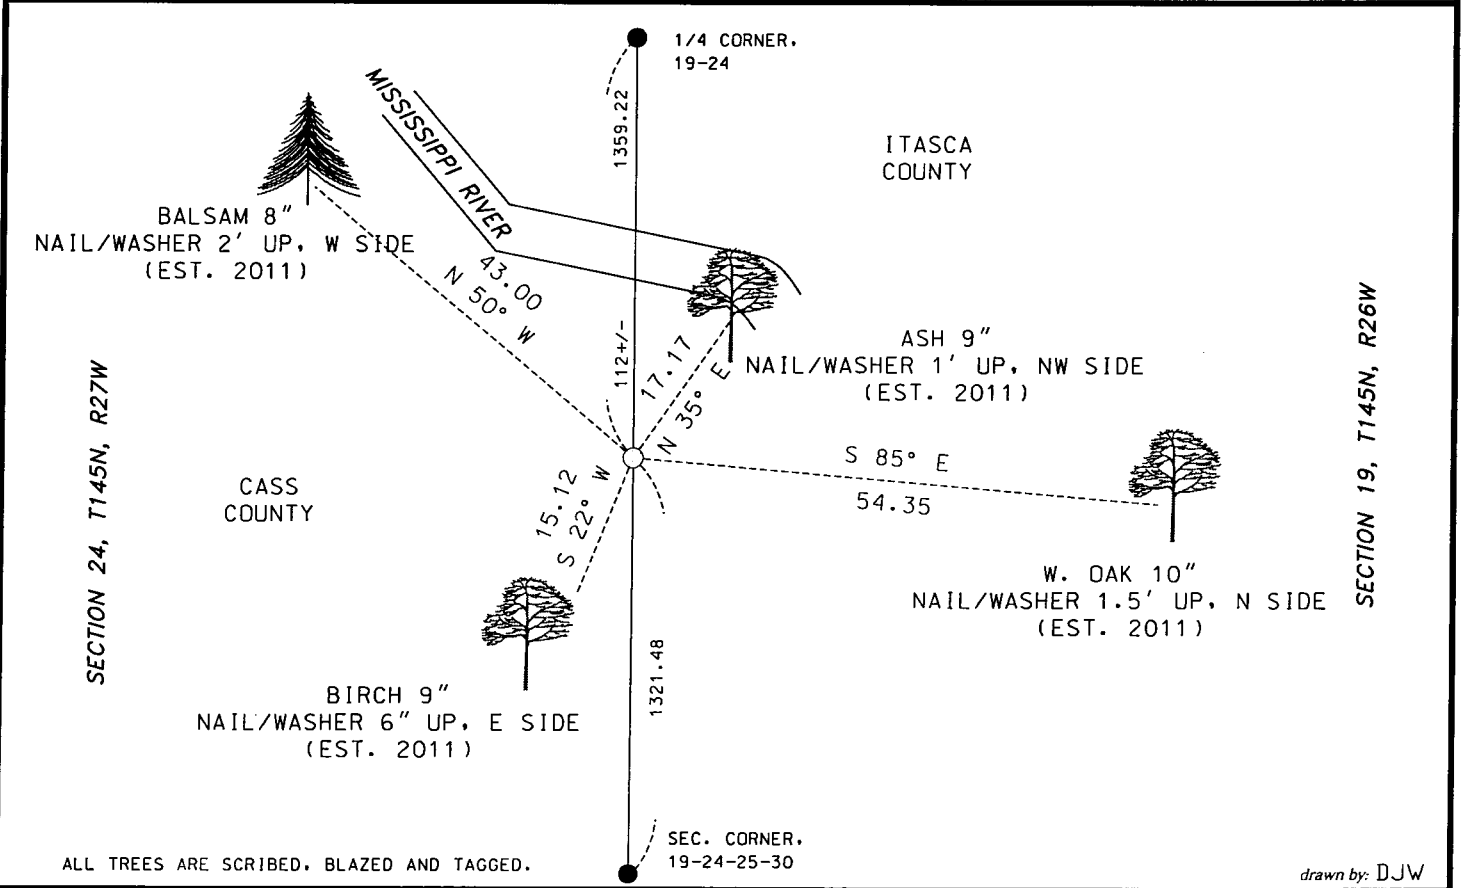 1/4 CORNER,
19-24
MISSISSIPPI RIVER
1359.22
ITASCA
COUNTY
BALSAM 8"
NAIL/WASHER 2' UP, W SIDE
(EST. 2011)
43.00
N 50° W
112+/-
17.17
N 35° E
ASH 9"
NAIL/WASHER 1' UP, NW SIDE
(EST. 2011)
SECTION 24, T145N, R27W
SECTION 19, T145N, R26W
CASS
COUNTY
S 85° E
54.35
15.12
S 22° W
W. OAK 10"
NAIL/WASHER 1.5' UP, N SIDE
(EST. 2011)
BIRCH 9"
NAIL/WASHER 6" UP, E SIDE
(EST. 2011)
1321.48
SEC. CORNER,
19-24-25-30
ALL TREES ARE SCRIBED, BLAZED AND TAGGED.
drawn by: DJW